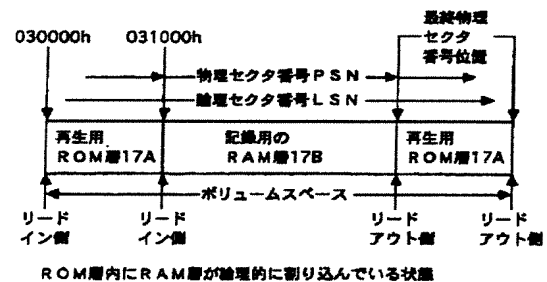 最終物理
セクタ
番号位置
030000h 031000h
物理セクタ番号PSN
論理セクタ番号LSN
再生用
ROM層17A
記録用の
RAM層17B
再生用
ROM層17A
ボリュームスペース
リード
イン側
リード
イン側
リード
アウト側
リード
アウト側
ROM層内にRAM層が論理的に割り込んでいる状態